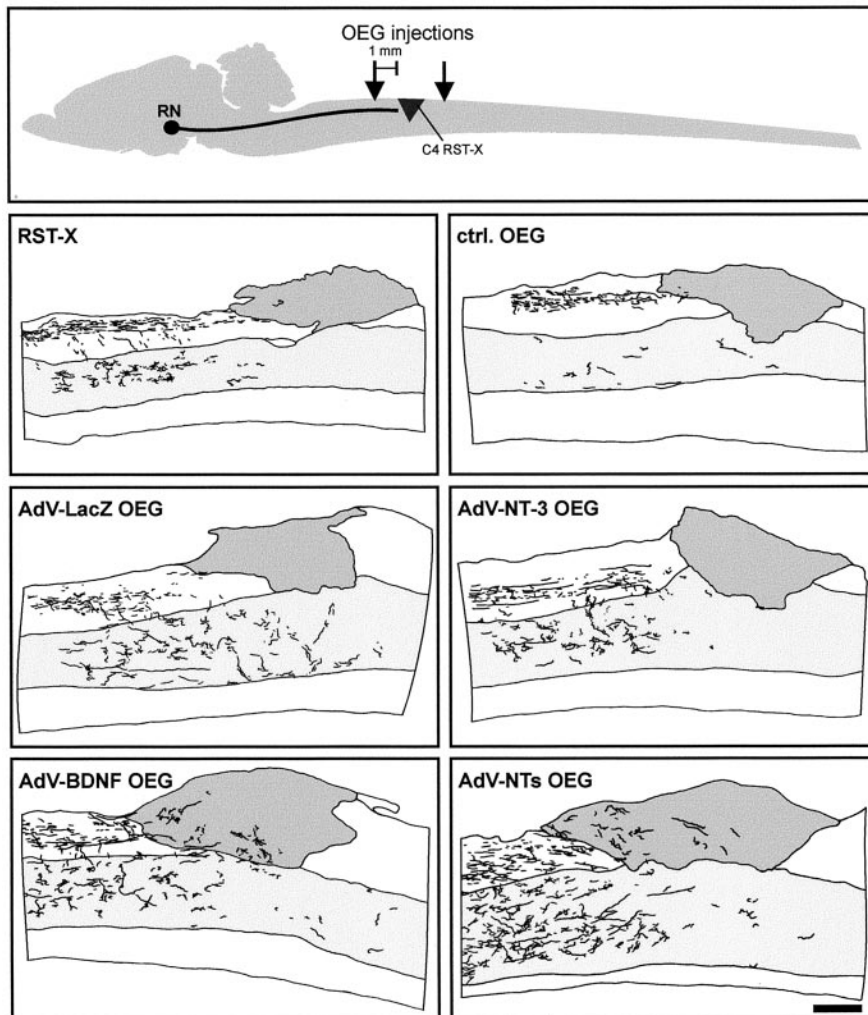 OEG injections
1 mm
RN
C4 RST-X
RST-X
ctrl. OEG
AdV-LacZ OEG
AdV-NT-3 OEG
AdV-BDNF OEG
AdV-NTs OEG